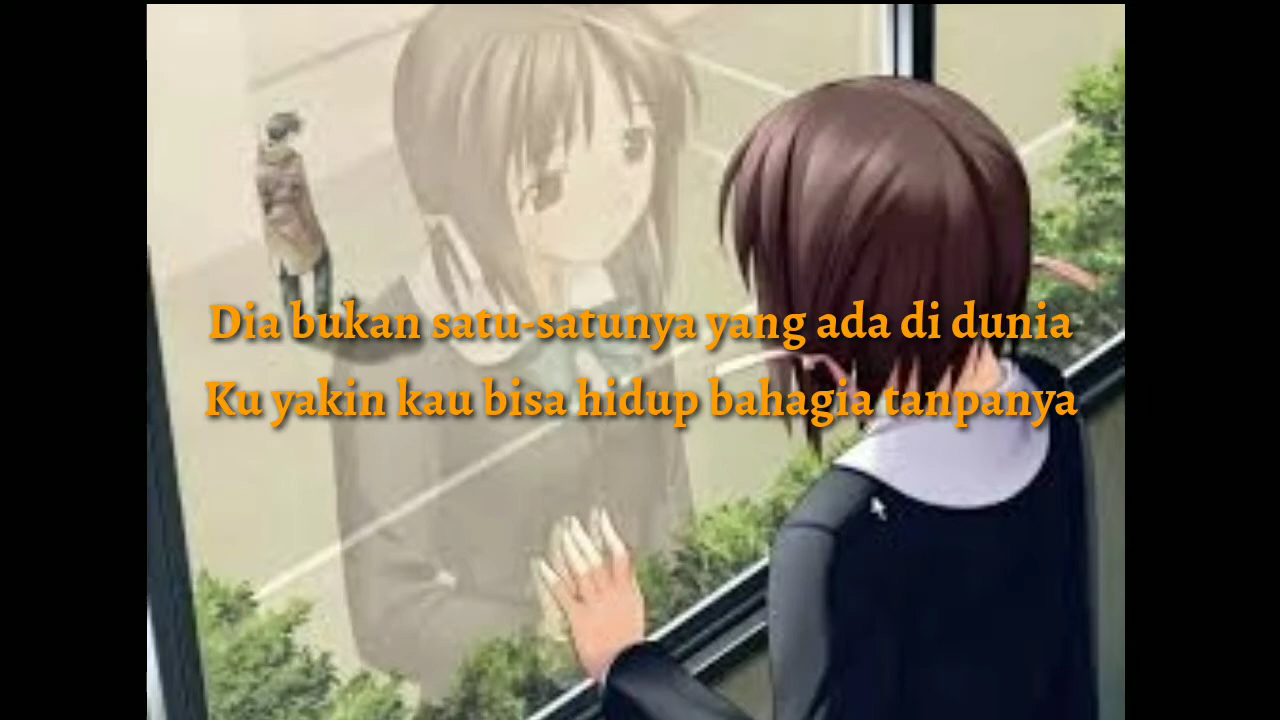 Dia bukan satu-satunya yang ada di dunia
Ku yakin kau bisa hidup bahagia tanpanya